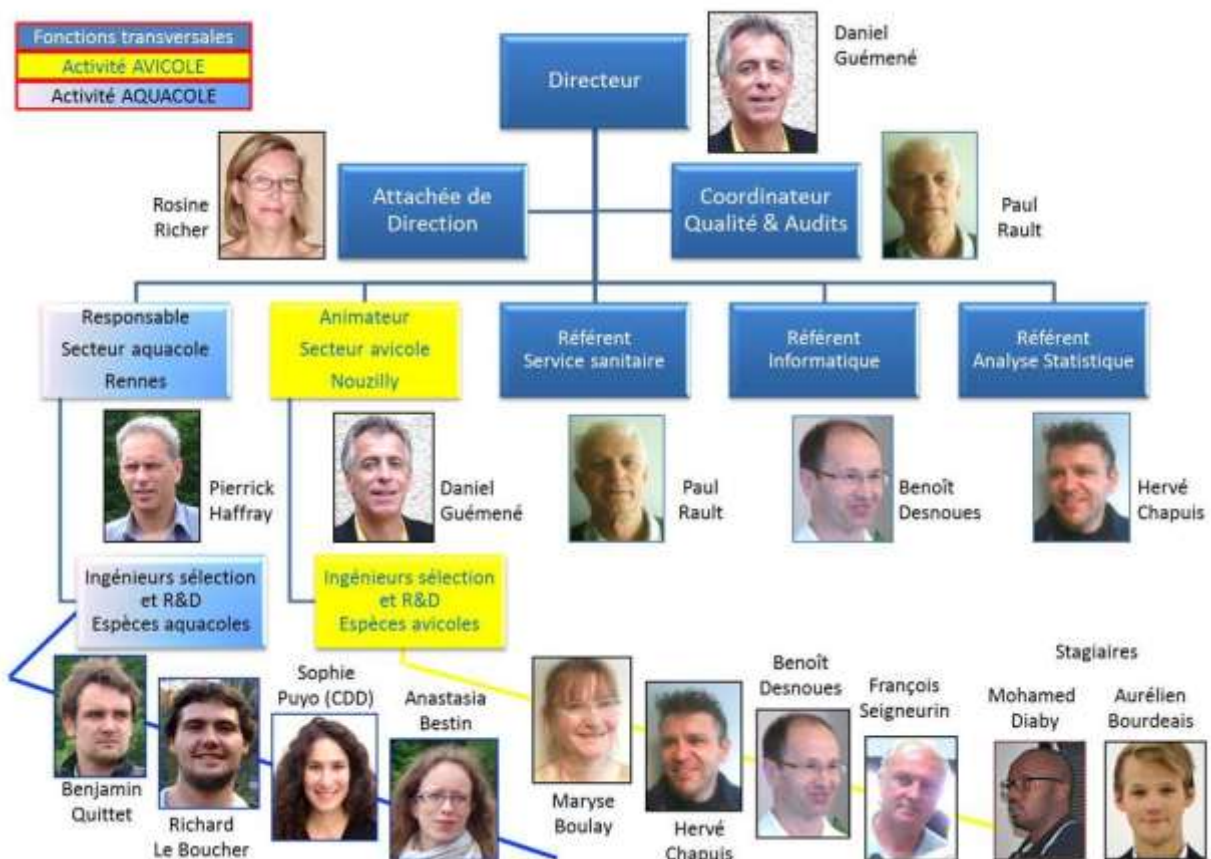 Fonctions transversales
Activité AVICOLE
Activité AQUACOLE
Directeur
Daniel
Guémené
Rosine
Richer
Attachée de
Direction
Coordinateur
Qualité & Audits
Paul
Rault
Responsable
Secteur aquacole
Rennes
Animateur
Secteur avicole
Nouzilly
Référent
Service sanitaire
Référent
Informatique
Référent
Analyse Statistique
Pierrick
Haffray
Daniel
Guémené
Paul
Rault
Benoît
Desnoues
Hervé
Chapuis
Ingénieurs sélection
et R&D
Espèces aquacoles
Ingénieurs sélection
et R&D
Espèces avicoles
Benjamin
Quittet
Richard
Le Boucher
Sophie
Puyo (CDD)
Anastasia
Bestin
Maryse
Boulay
Hervé
Chapuis
Benoît
Desnoues
François
Seigneurin
Stagiaires
Mohamed
Diaby
Aurélien
Bourdeais